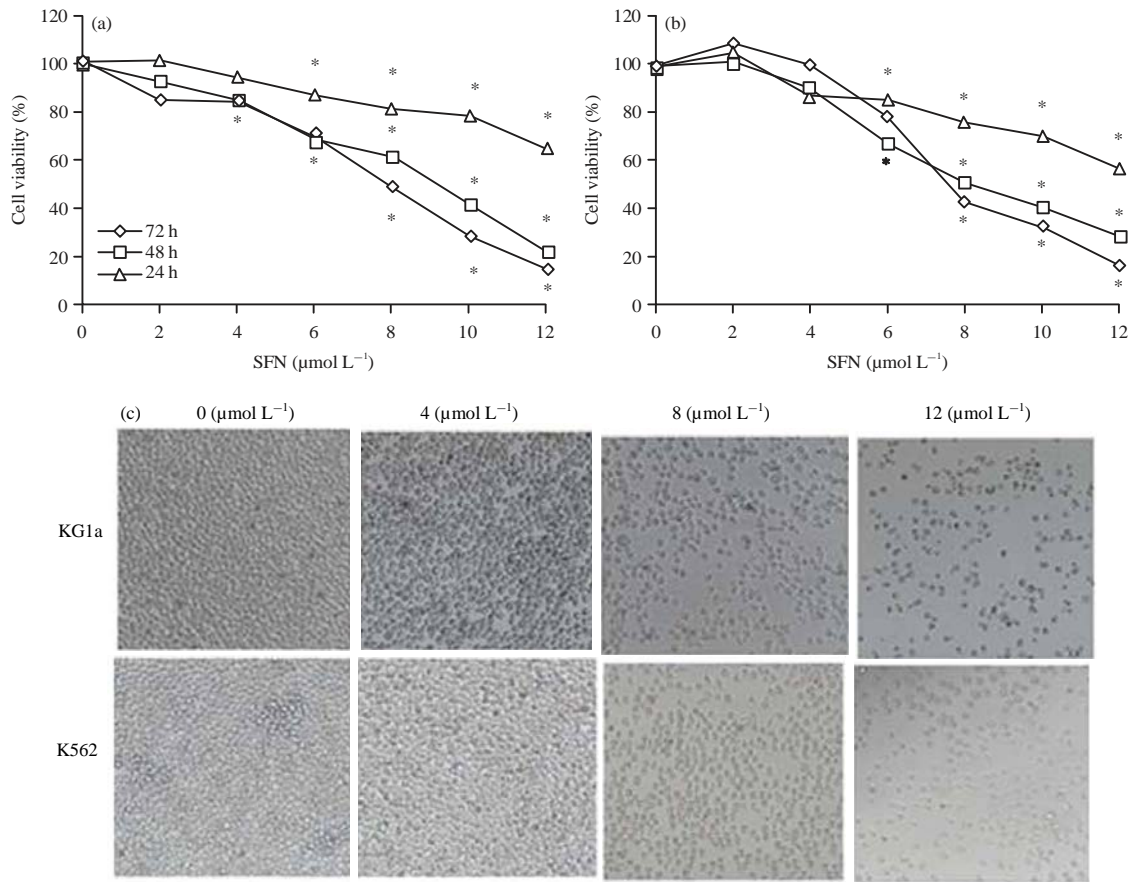 (a)
120
100
80
60
40
20
0
Cell viability (%)
72 h
48 h
24 h
* * * *
* * * * *
* * * *
0 2 4 6 8 10 12
SFN (µmol L⁻¹)
(b)
120
100
80
60
40
20
0
Cell viability (%)
* * * *
* * * *
* * *
0 2 4 6 8 10 12
SFN (µmol L⁻¹)
(c) 0 (µmol L⁻¹) 4 (µmol L⁻¹) 8 (µmol L⁻¹) 12 (µmol L⁻¹)
KG1a
K562